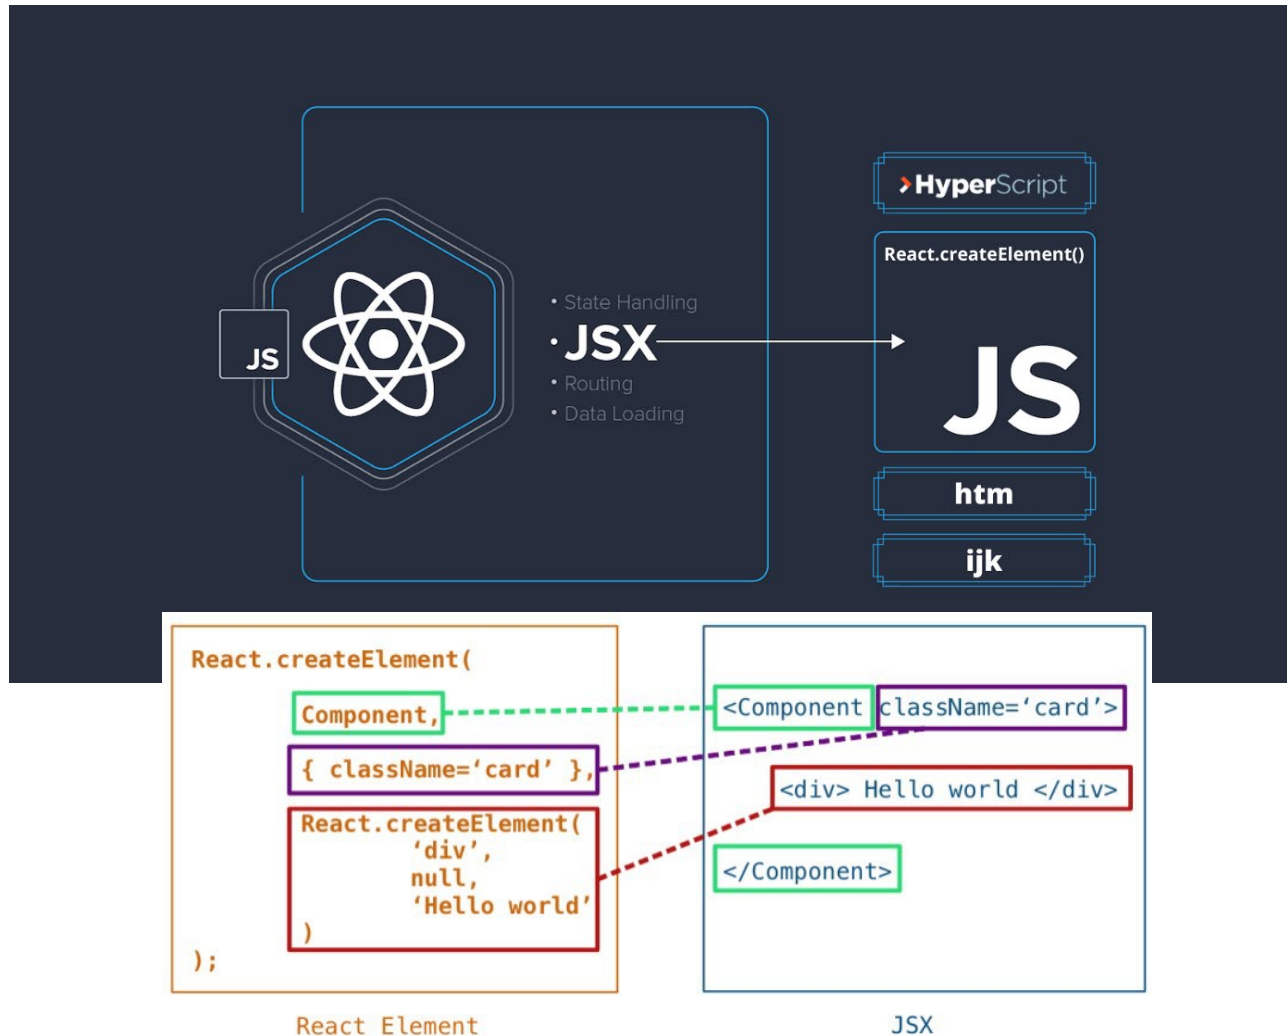 HyperScript
React.createElement()
JS
• State Handling
• JSX
JS
• Routing
• Data Loading
htm
ijk
React.createElement(
Component,
{ className=‘card’ },
React.createElement(
‘div’,
null,
‘Hello world’
)
);
React Element
<Component className=‘card’>
<div> Hello world </div>
</Component>
JSX